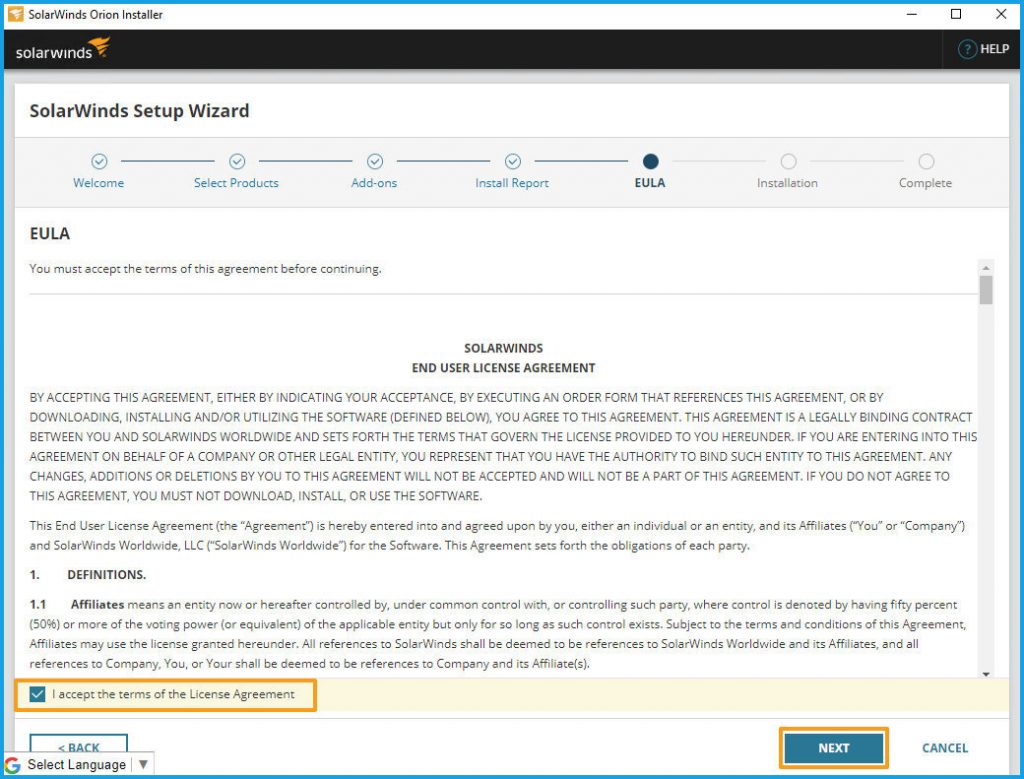 SolarWinds Orion Installer
solarwinds
? HELP
SolarWinds Setup Wizard
Welcome
Select Products
Add-ons
Install Report
EULA
Installation
Complete
EULA
You must accept the terms of this agreement before continuing.
SOLARWINDS
END USER LICENSE AGREEMENT
BY ACCEPTING THIS AGREEMENT, EITHER BY INDICATING YOUR ACCEPTANCE, BY EXECUTING AN ORDER FORM THAT REFERENCES THIS AGREEMENT, OR BY
DOWNLOADING, INSTALLING AND/OR UTILIZING THE SOFTWARE (DEFINED BELOW), YOU AGREE TO THIS AGREEMENT. THIS AGREEMENT IS A LEGALLY BINDING CONTRACT
BETWEEN YOU AND SOLARWINDS WORLDWIDE AND SETS FORTH THE TERMS THAT GOVERN THE LICENSE PROVIDED TO YOU HEREUNDER. IF YOU ARE ENTERING INTO THIS
AGREEMENT ON BEHALF OF A COMPANY OR OTHER LEGAL ENTITY, YOU REPRESENT THAT YOU HAVE THE AUTHORITY TO BIND SUCH ENTITY TO THIS AGREEMENT. ANY
CHANGES, ADDITIONS OR DELETIONS BY YOU TO THIS AGREEMENT WILL NOT BE ACCEPTED AND WILL NOT BE A PART OF THIS AGREEMENT. IF YOU DO NOT AGREE TO
THIS AGREEMENT, YOU MUST NOT DOWNLOAD, INSTALL, OR USE THE SOFTWARE.
This End User License Agreement (the “Agreement”) is hereby entered into and agreed upon by you, either an individual or an entity, and its Affiliates (“You” or “Company”)
and SolarWinds Worldwide, LLC (“SolarWinds Worldwide”) for the Software. This Agreement sets forth the obligations of each party.
1. DEFINITIONS.
1.1 Affiliates means an entity now or hereafter controlled by, under common control with, or controlling such party, where control is denoted by having fifty percent
(50%) or more of the voting power (or equivalent) of the applicable entity but only for so long as such control exists. Subject to the terms and conditions of this Agreement,
Affiliates may use the license granted hereunder. All references to SolarWinds shall be deemed to be references to SolarWinds Worldwide and its Affiliates, and all
references to Company, You, or Your shall be deemed to be references to Company and its Affiliate(s).
I accept the terms of the License Agreement
< BACK
NEXT
CANCEL
G Select Language ▼